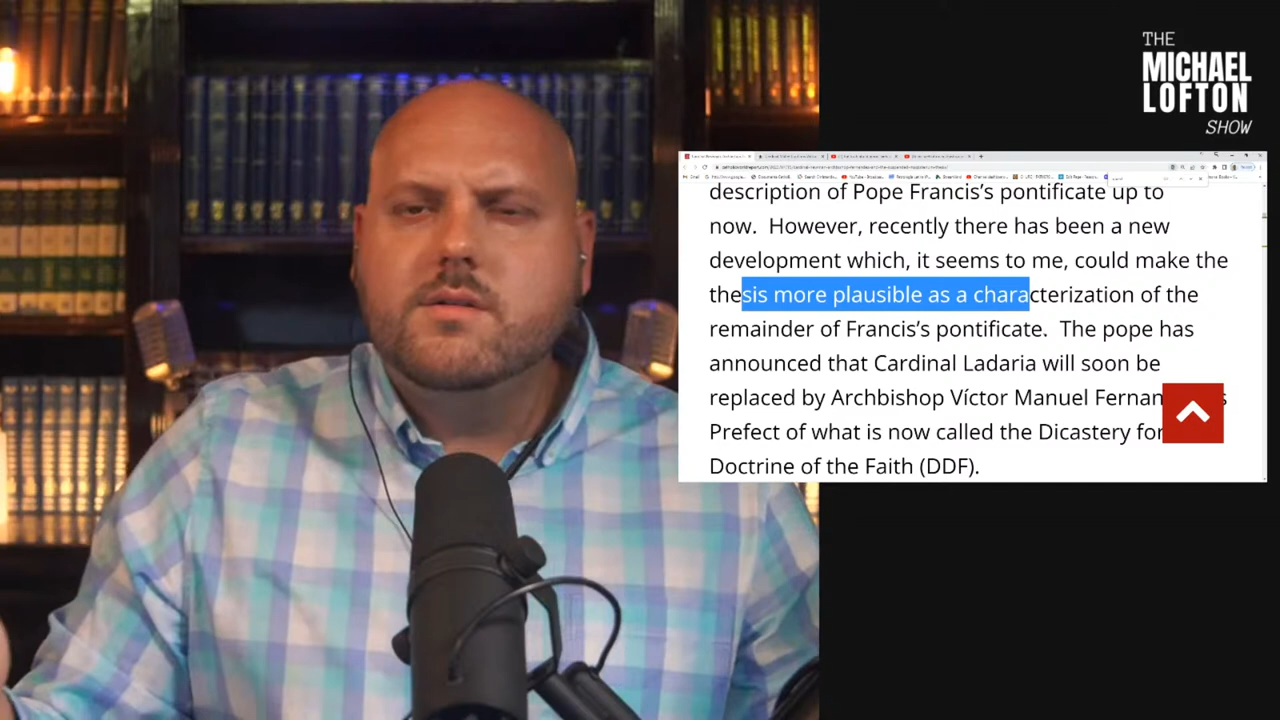 THE
MICHAEL
LOFTON
SHOW
description of Pope Francis’s pontificate up to
now. However, recently there has been a new
development which, it seems to me, could make the
thesis more plausible as a characterization of the
remainder of Francis’s pontificate. The pope has
announced that Cardinal Ladaria will soon be
replaced by Archbishop Víctor Manuel
Prefect of what is now called the Dicastery for
Doctrine of the Faith (DDF).